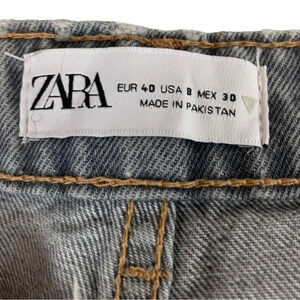 ZARA
EUR 40 USA 8 MEX 30
MADE IN PAKISTAN